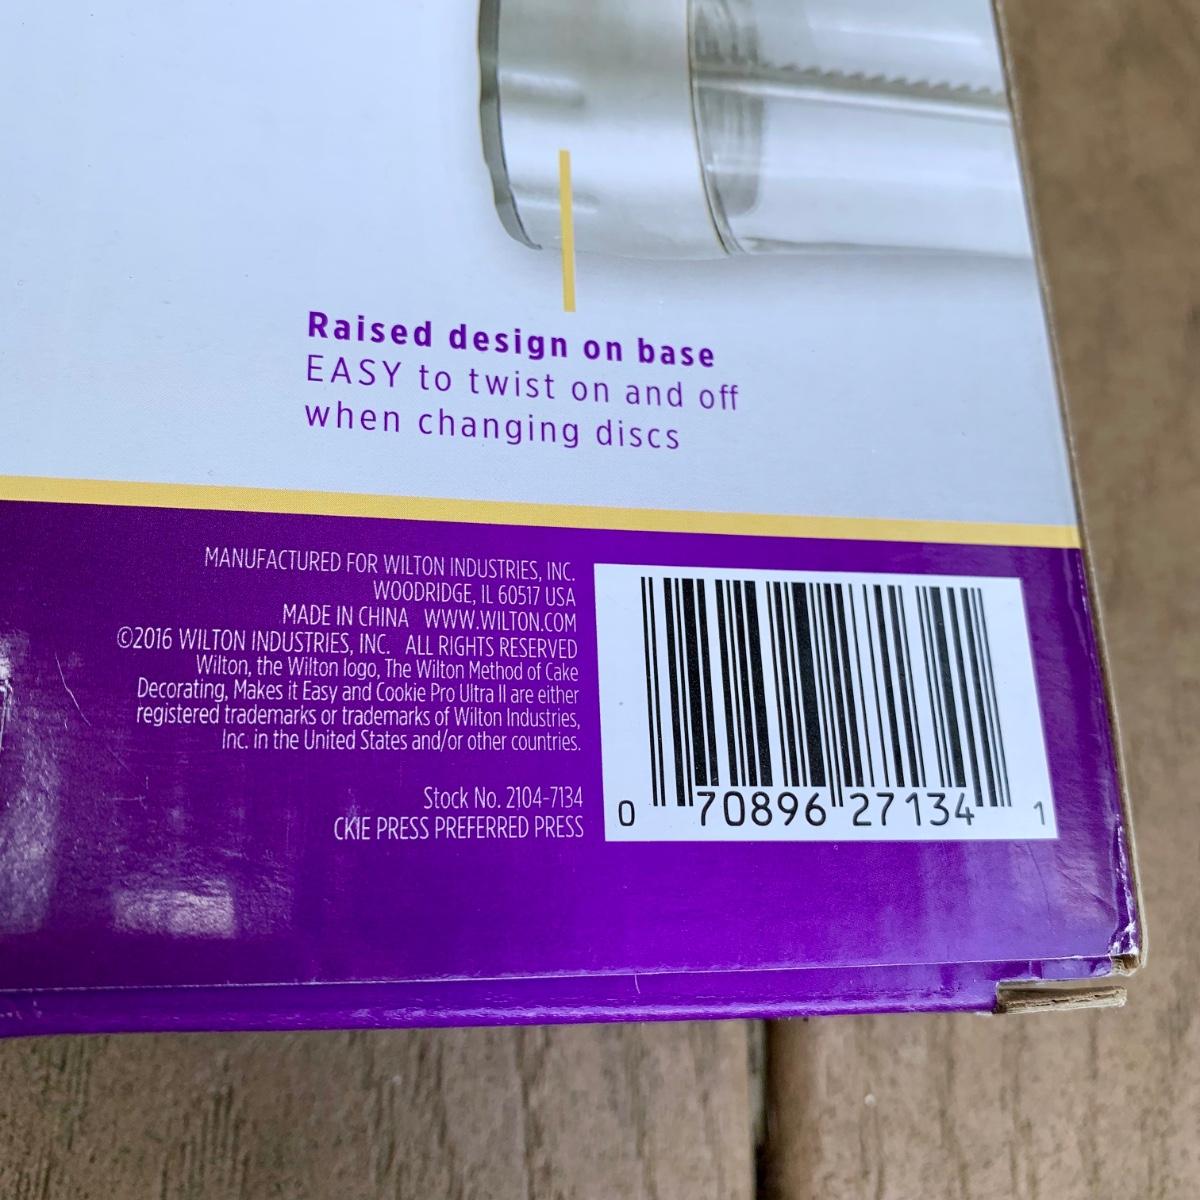 Raised design on base
EASY to twist on and off
when changing discs
MANUFACTURED FOR WILTON INDUSTRIES, INC.
WOODRIDGE, IL 60517 USA
MADE IN CHINA WWW.WILTON.COM
©2016 WILTON INDUSTRIES, INC. ALL RIGHTS RESERVED
Wilton, the Wilton logo, The Wilton Method of Cake
Decorating, Makes it Easy and Cookie Pro Ultra II are either
registered trademarks or trademarks of Wilton Industries,
Inc. in the United States and/or other countries.
Stock No. 2104-7134
CKIE PRESS PREFERRED PRESS
0 70896 27134 1